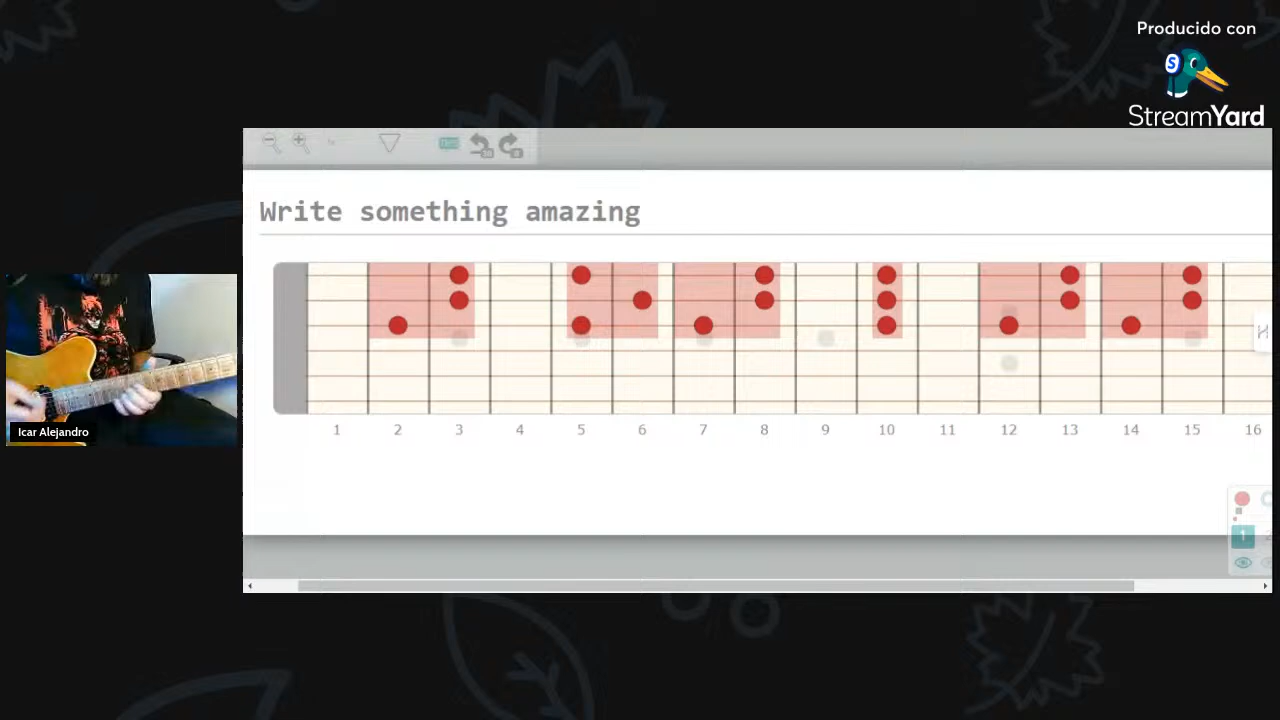 Producido con
StreamYard
Write something amazing
1 2 3 4 5 6 7 8 9 10 11 12 13 14 15 16
Icar Alejandro
1